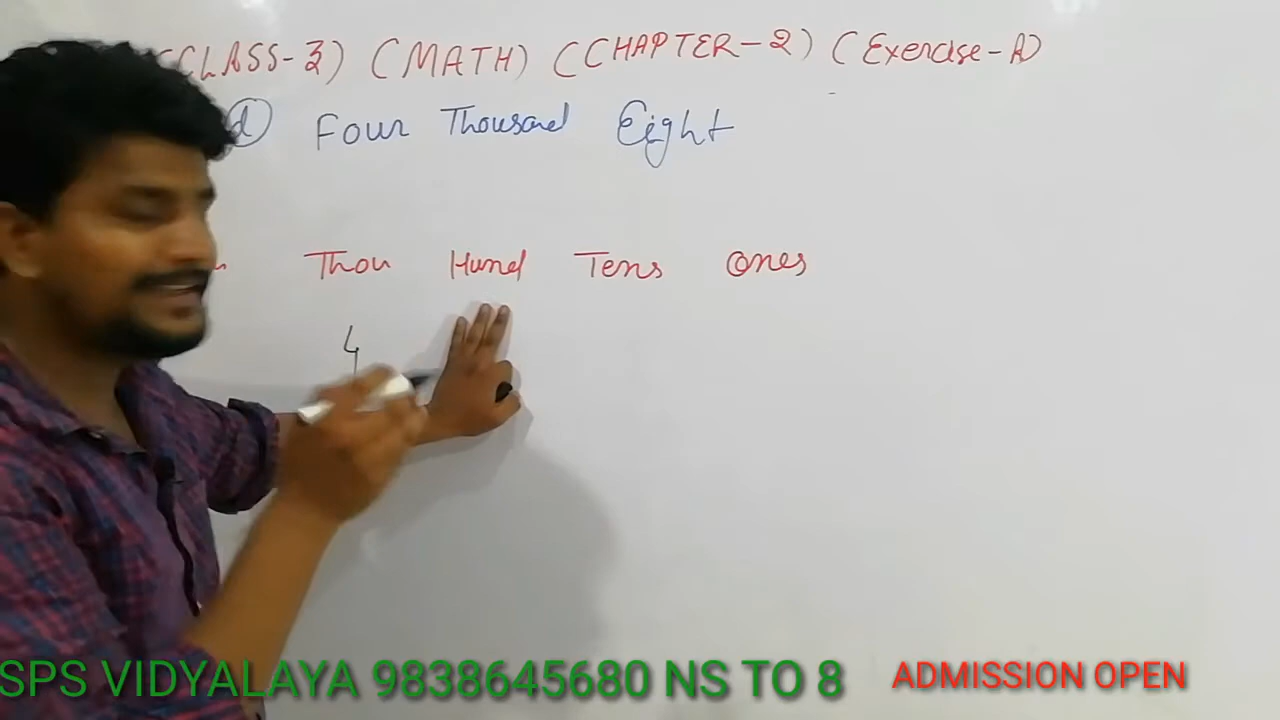 CLASS-3) (MATH) (CHAPTER-2) (Exercise-A)
d) Four Thousand Eight
Thou Hund Tens Ones
4
SPS VIDYALAYA 9838645680 NS TO 8 ADMISSION OPEN